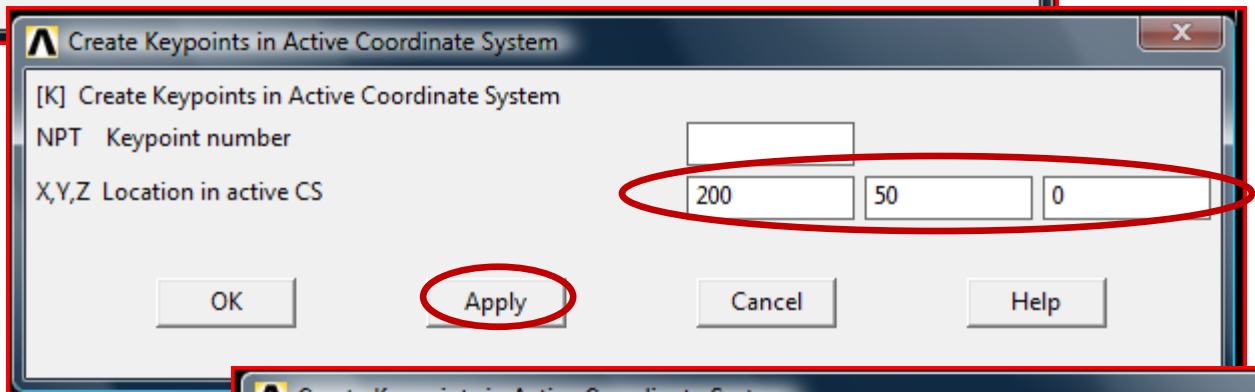 Create Keypoints in Active Coordinate System
[K] Create Keypoints in Active Coordinate System
NPT Keypoint number
X,Y,Z Location in active CS 200 50 0
OK Apply Cancel Help